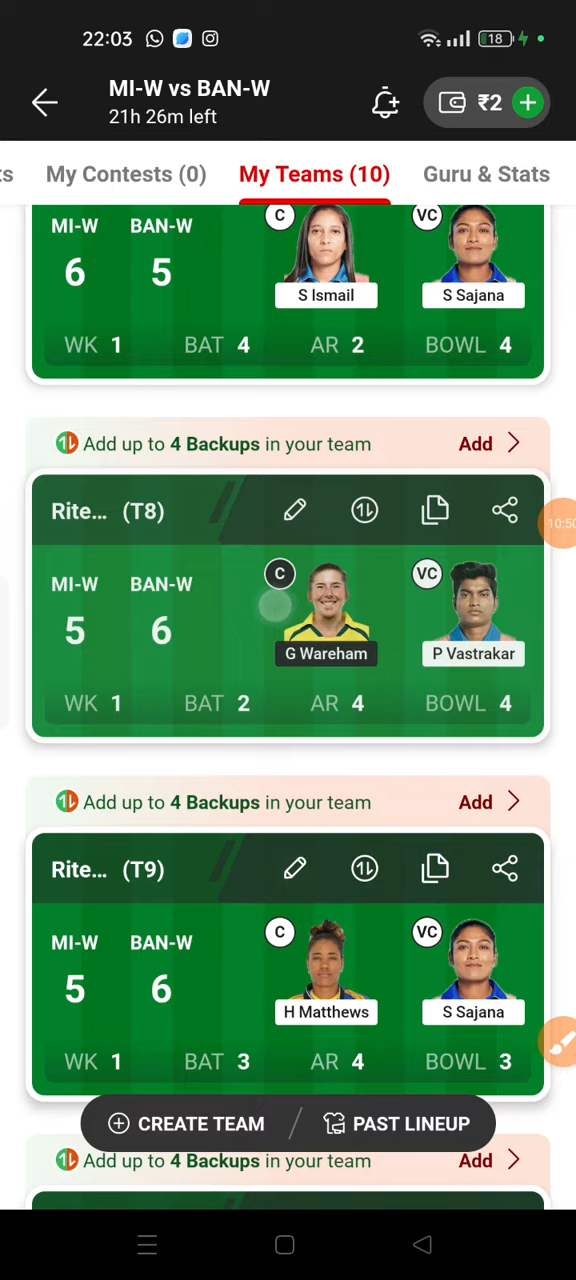 22:03
18
MI-W vs BAN-W
21h 26m left
₹2
ts
My Contests (0)
My Teams (10)
Guru & Stats
MI-W
BAN-W
C
VC
6
5
S Ismail
S Sajana
WK 1
BAT 4
AR 2
BOWL 4
Add up to 4 Backups in your team
Add
Rite... (T8)
10:50
MI-W
BAN-W
C
VC
5
6
G Wareham
P Vastrakar
WK 1
BAT 2
AR 4
BOWL 4
Add up to 4 Backups in your team
Add
Rite... (T9)
MI-W
BAN-W
C
VC
5
6
H Matthews
S Sajana
WK 1
BAT 3
AR 4
BOWL 3
CREATE TEAM
PAST LINEUP
Add up to 4 Backups in your team
Add